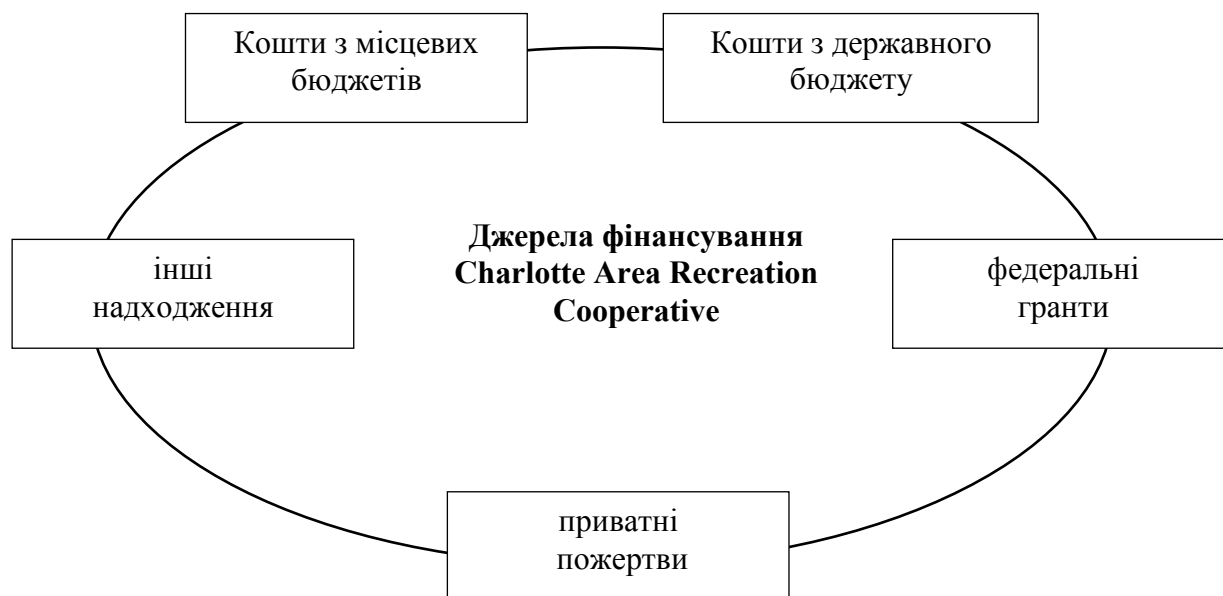 Кошти з місцевих
бюджетів
Кошти з державного
бюджету
Джерела фінансування
Charlotte Area Recreation
Cooperative
інші
надходження
федеральні
гранти
приватні
пожертви